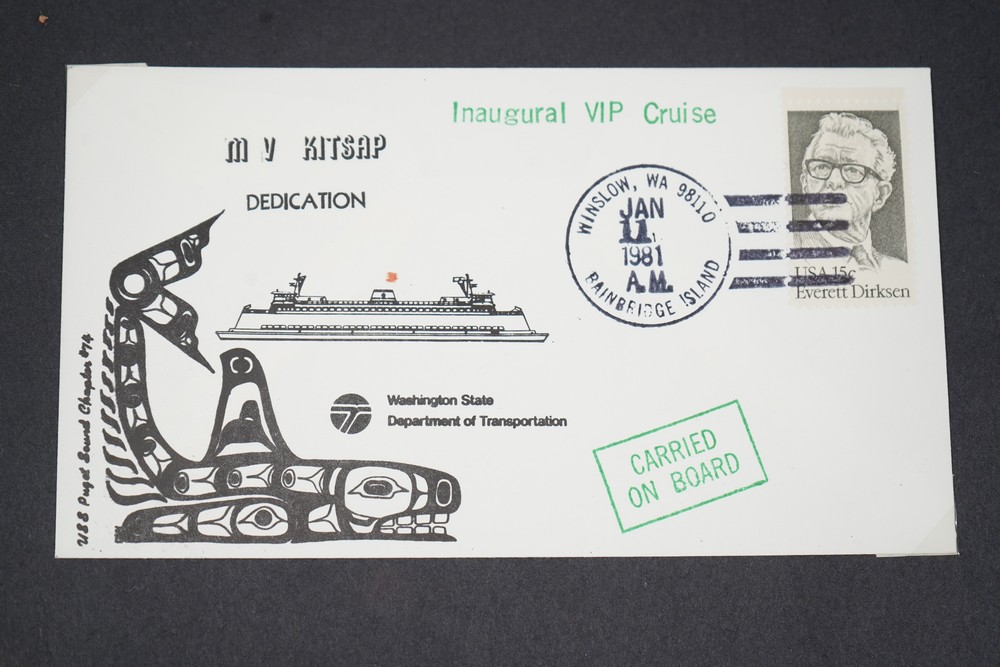 Inaugural VIP Cruise
M V KITSAP
DEDICATION
WINSLOW, WA 98110
JAN
11,
1981
A.M.
BAINBRIDGE ISLAND
USA 15c
Everett Dirksen
Washington State
Department of Transportation
CARRIED
ON BOARD
USS Puget Sound Chapter #74